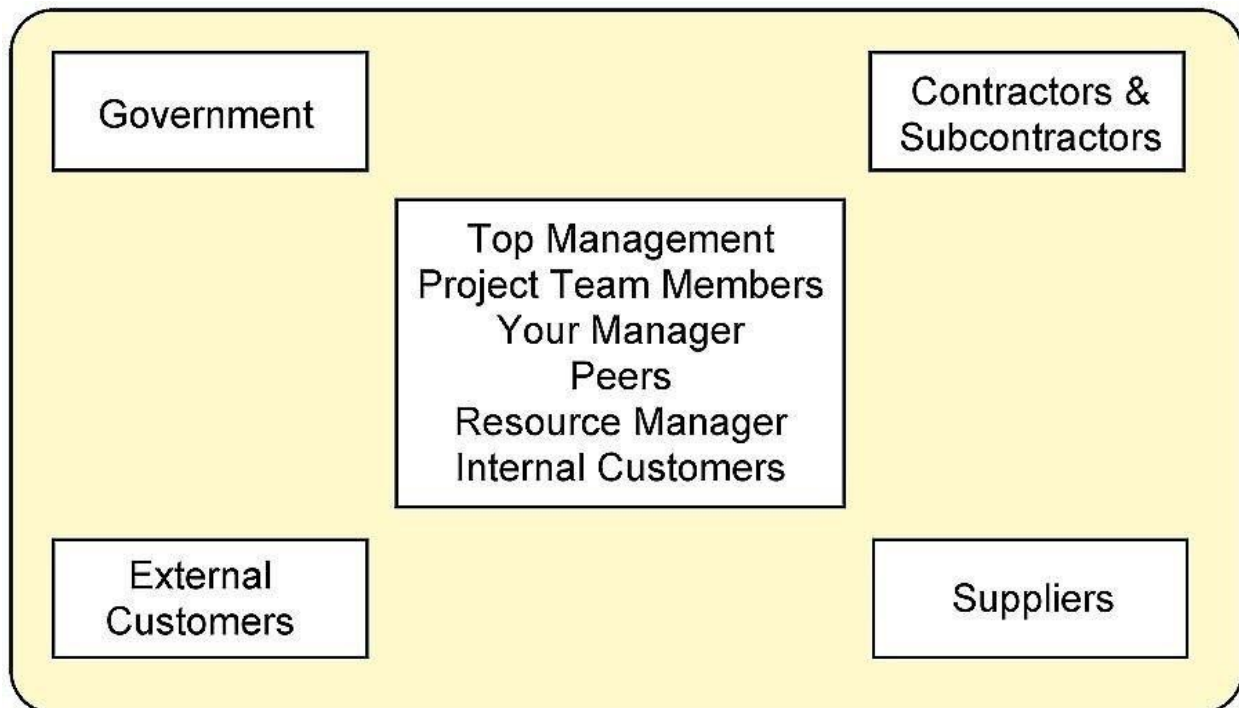 Government
Contractors &
Subcontractors
Top Management
Project Team Members
Your Manager
Peers
Resource Manager
Internal Customers
External
Customers
Suppliers